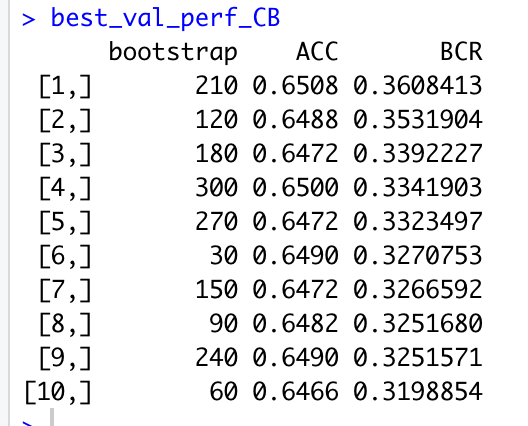 > best_val_perf_CB
      bootstrap    ACC       BCR
 [1,]       210 0.6508 0.3608413
 [2,]       120 0.6488 0.3531904
 [3,]       180 0.6472 0.3392227
 [4,]       300 0.6500 0.3341903
 [5,]       270 0.6472 0.3323497
 [6,]        30 0.6490 0.3270753
 [7,]       150 0.6472 0.3266592
 [8,]        90 0.6482 0.3251680
 [9,]       240 0.6490 0.3251571
[10,]        60 0.6466 0.3198854
>